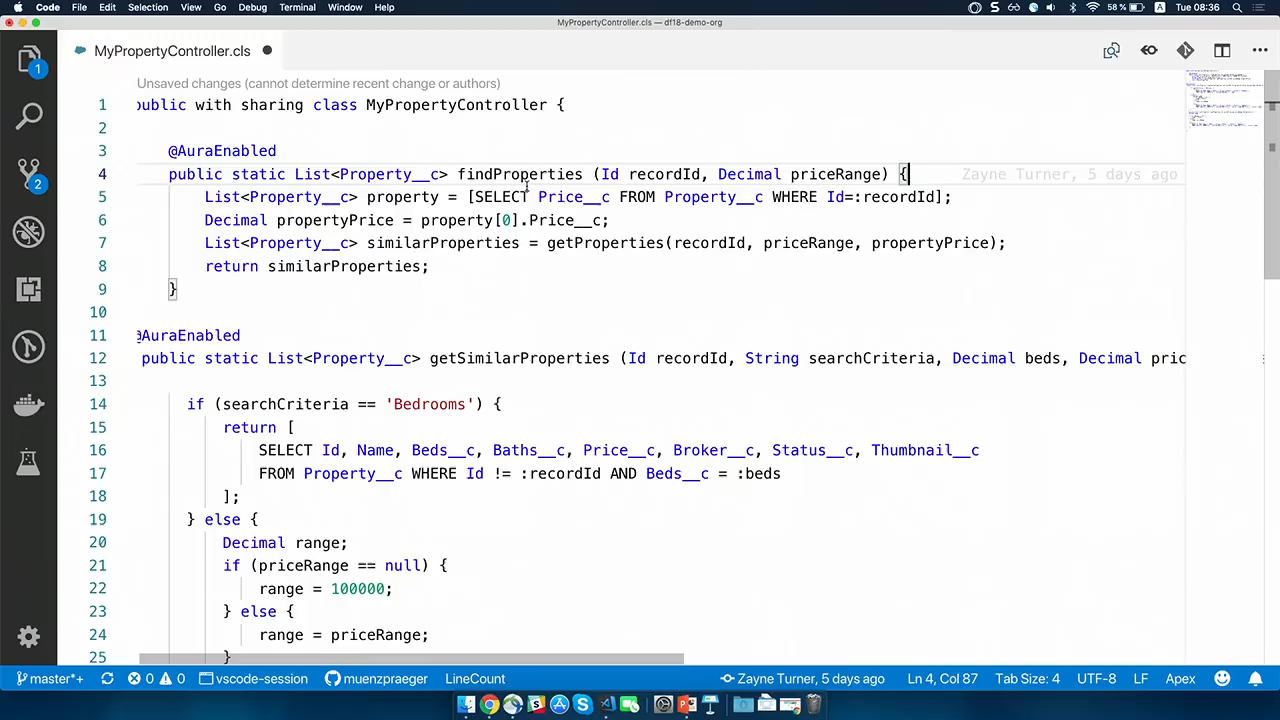 Code File Edit Selection View Go Debug Terminal Window Help 58 % Tue 08:36
MyPropertyController.cls — df18-demo-org
MyPropertyController.cls
Unsaved changes (cannot determine recent change or authors)
1 public with sharing class MyPropertyController {
2
3 @AuraEnabled
4 public static List<Property__c> findProperties (Id recordId, Decimal priceRange) { Zayne Turner, 5 days ago
5 List<Property__c> property = [SELECT Price__c FROM Property__c WHERE Id=:recordId];
6 Decimal propertyPrice = property[0].Price__c;
7 List<Property__c> similarProperties = getProperties(recordId, priceRange, propertyPrice);
8 return similarProperties;
9 }
10
11 @AuraEnabled
12 public static List<Property__c> getSimilarProperties (Id recordId, String searchCriteria, Decimal beds, Decimal pric
13
14 if (searchCriteria == 'Bedrooms') {
15 return [
16 SELECT Id, Name, Beds__c, Baths__c, Price__c, Broker__c, Status__c, Thumbnail__c
17 FROM Property__c WHERE Id != :recordId AND Beds__c = :beds
18 ];
19 } else {
20 Decimal range;
21 if (priceRange == null) {
22 range = 100000;
23 } else {
24 range = priceRange;
25 }
1
2
master*+ 0 0 vscode-session muenzpraeger LineCount Zayne Turner, 5 days ago Ln 4, Col 87 Tab Size: 4 UTF-8 LF Apex